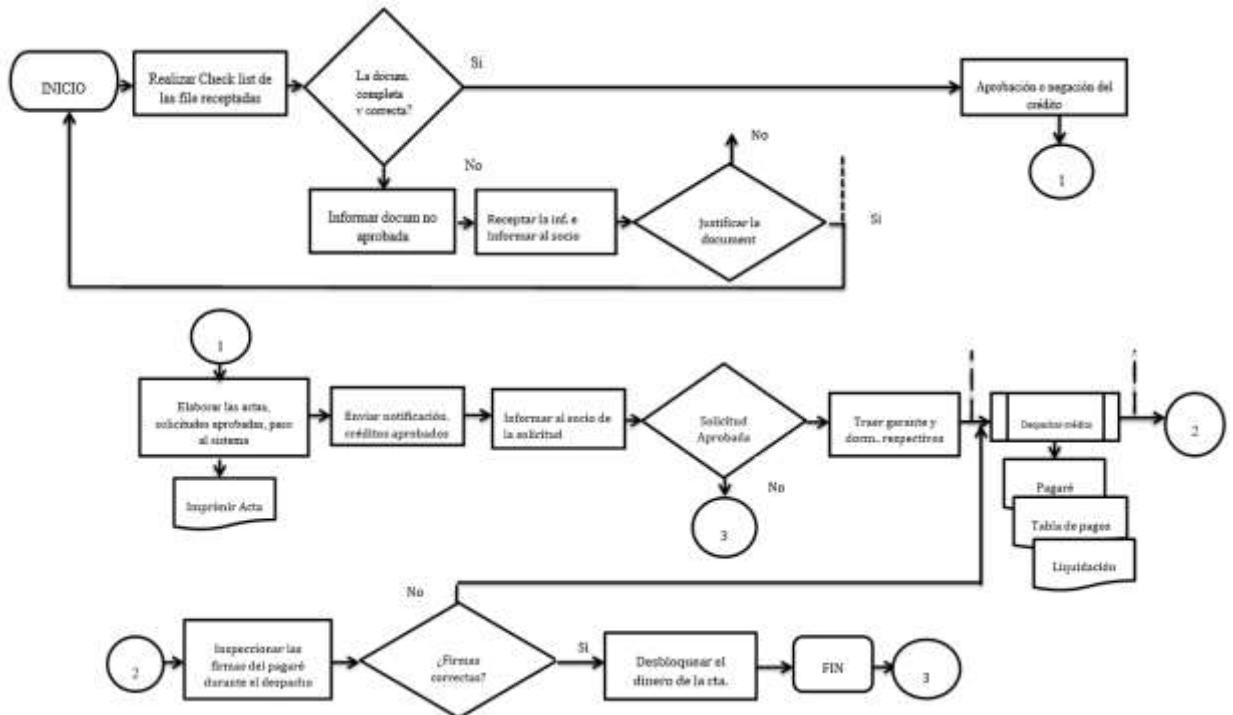 INICIO
Realizar Check list de
las file receptadas
La docum.
completa
y correcta?
Si
Aprobación o negación del
crédito
1
No
No
Informar docum no
aprobada
Receptar la inf. e
Informar al socio
Justificar la
document
Si
1
Elaborar las actas,
solicitudes aprobadas, paso
al sistema
Enviar notificación.
créditos aprobados
Informar al socio de
la solicitud
Solicitud
Aprobada
Traer garante y
dorm.. respectivos
Despachar crédito
2
Imprimir Acta
No
3
Pagaré
Tabla de pagos
Liquidación
No
2
Inspeccionar las
firmas del pagaré
durante el despacho
¿Firmas
correctas?
Si
Desbloquear el
dinero de la cta.
FIN
3